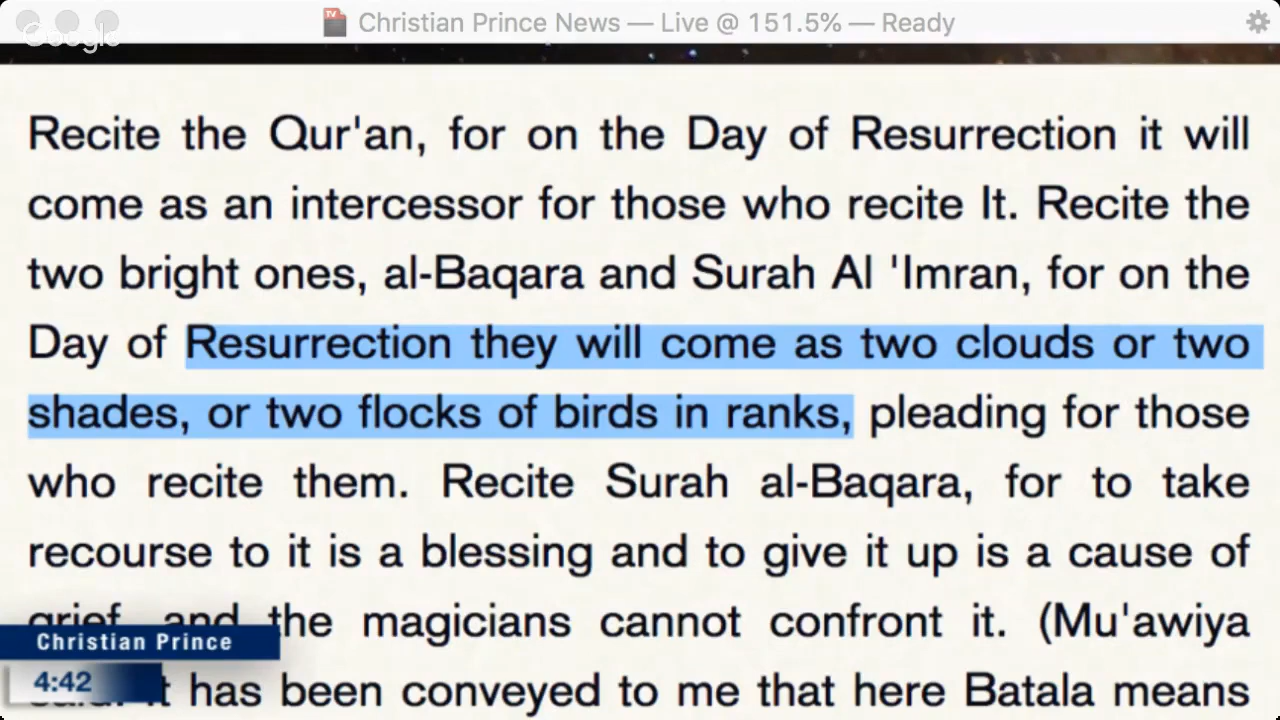 Christian Prince News — Live @ 151.5% — Ready
Google
Recite the Qur'an, for on the Day of Resurrection it will
come as an intercessor for those who recite It. Recite the
two bright ones, al-Baqara and Surah Al 'Imran, for on the
Day of Resurrection they will come as two clouds or two
shades, or two flocks of birds in ranks, pleading for those
who recite them. Recite Surah al-Baqara, for to take
recourse to it is a blessing and to give it up is a cause of
grief, and the magicians cannot confront it. (Mu'awiya
said: It has been conveyed to me that here Batala means
Christian Prince
4:42